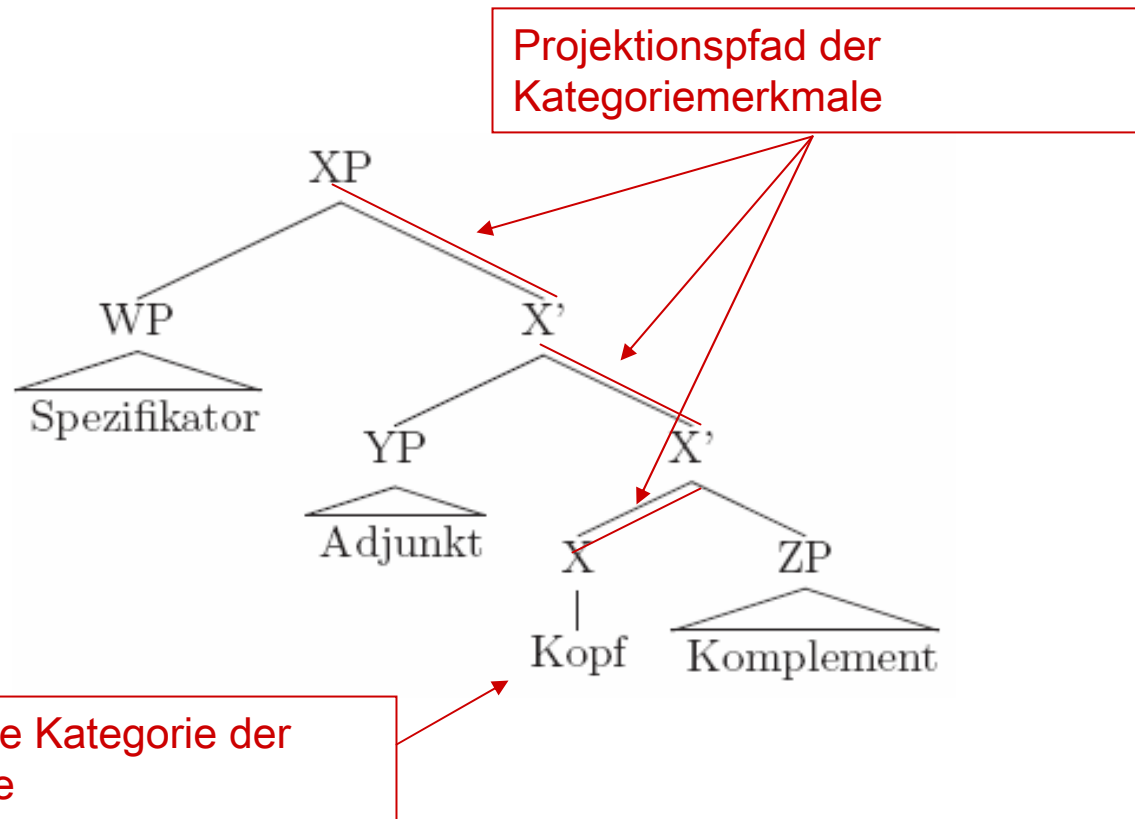 Projektionspfad der
Kategoriemerkmale
XP
WP X’
Spezifikator
YP X’
Adjunkt
X ZP
Kopf Komplement
Kategorie der